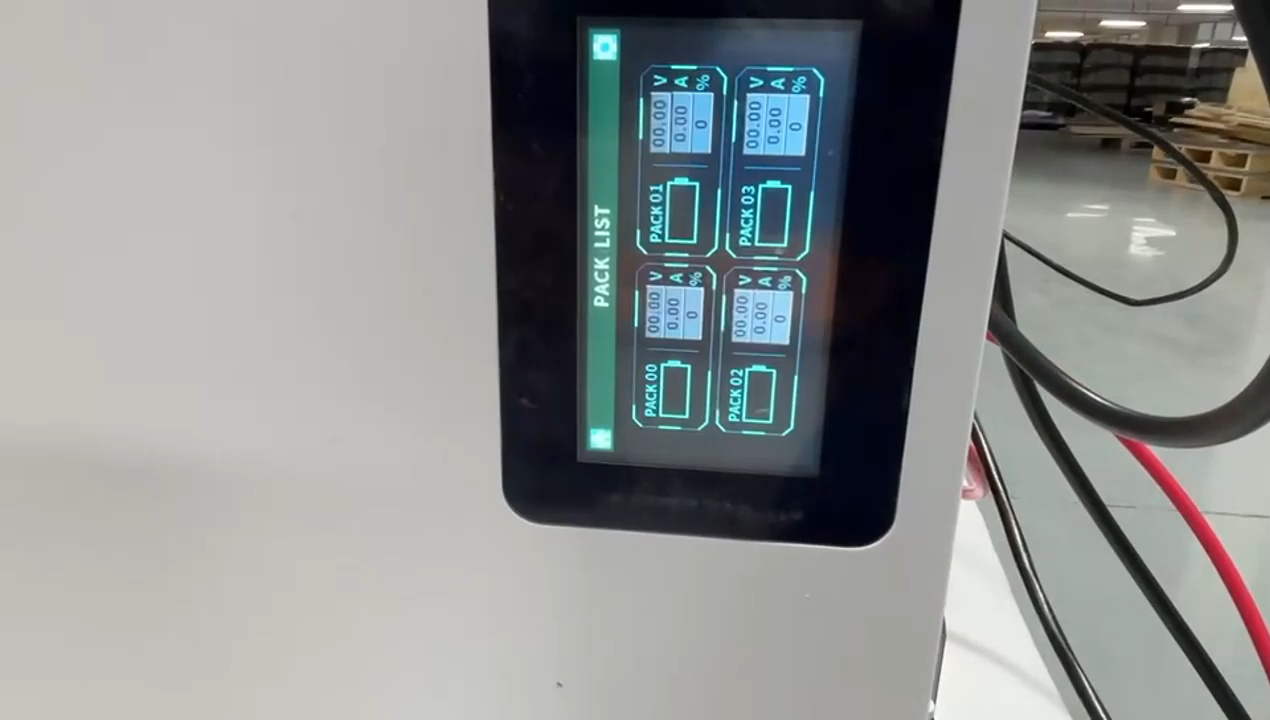 PACK LIST
PACK 00
00.00 V
0.00 A
0 %
PACK 01
00.00 V
0.00 A
0 %
PACK 02
00.00 V
0.00 A
0 %
PACK 03
00.00 V
0.00 A
0 %